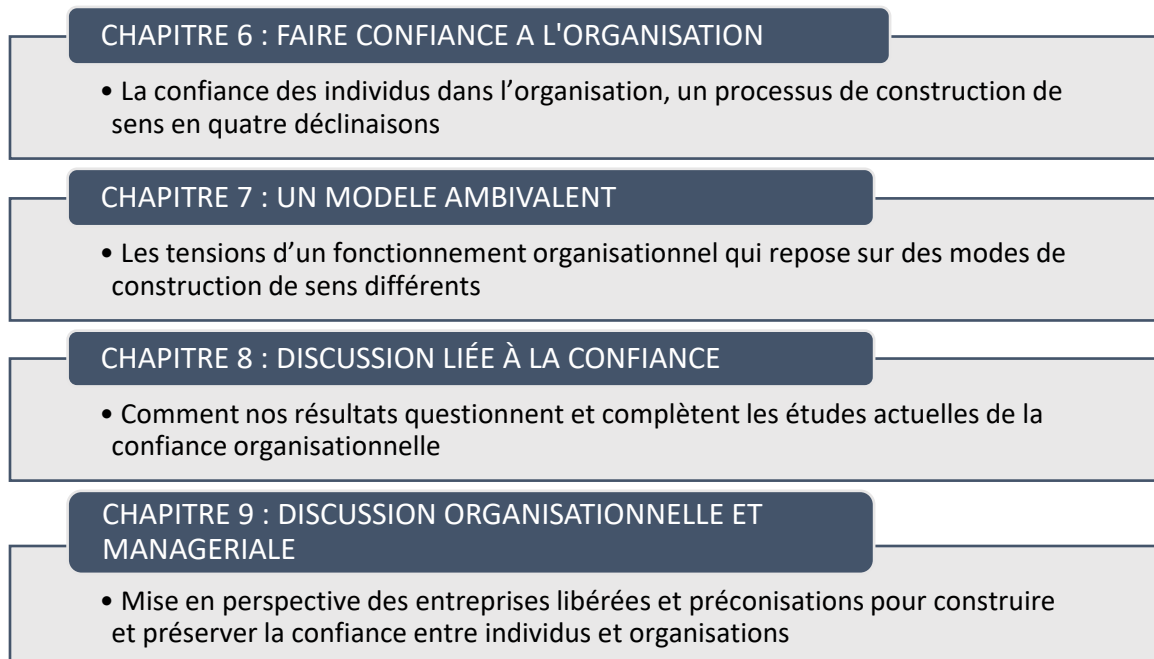 CHAPITRE 6 : FAIRE CONFIANCE A L'ORGANISATION
• La confiance des individus dans l’organisation, un processus de construction de
sens en quatre déclinaisons
CHAPITRE 7 : UN MODELE AMBIVALENT
• Les tensions d’un fonctionnement organisationnel qui repose sur des modes de
construction de sens différents
CHAPITRE 8 : DISCUSSION LIÉE À LA CONFIANCE
• Comment nos résultats questionnent et complètent les études actuelles de la
confiance organisationnelle
CHAPITRE 9 : DISCUSSION ORGANISATIONNELLE ET
MANAGERIALE
• Mise en perspective des entreprises libérées et préconisations pour construire
et préserver la confiance entre individus et organisations